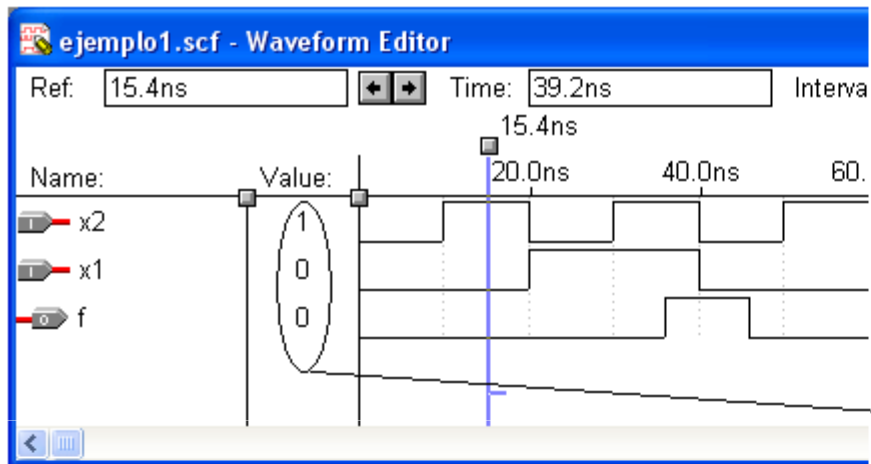 ejemplo1.scf - Waveform Editor
Ref: 15.4ns Time: 39.2ns Interva
15.4ns
20.0ns 40.0ns 60.
Name: Value:
I x2 1
I x1 0
O f 0